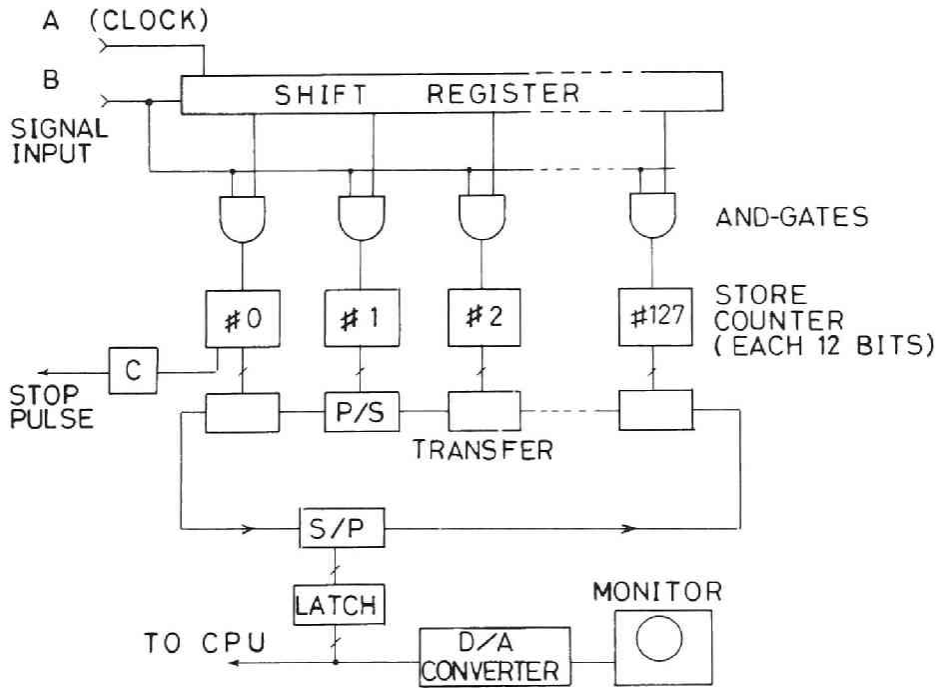 A (CLOCK)
B
SHIFT REGISTER
SIGNAL
INPUT
AND-GATES
#0
#1
#2
#127
STORE
COUNTER
(EACH 12 BITS)
C
STOP
PULSE
P/S
TRANSFER
S/P
LATCH
MONITOR
TO CPU
D/A
CONVERTER